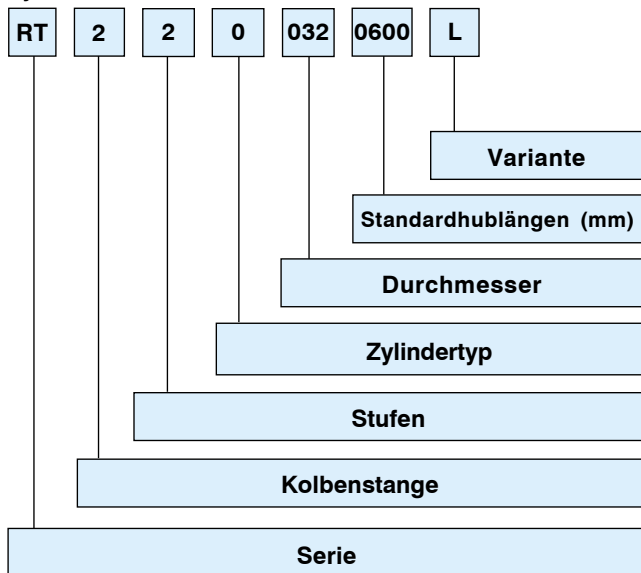 RT 2 2 0 032 0600 L
Variante
Standardhublängen (mm)
Durchmesser
Zylindertyp
Stufen
Kolbenstange
Serie